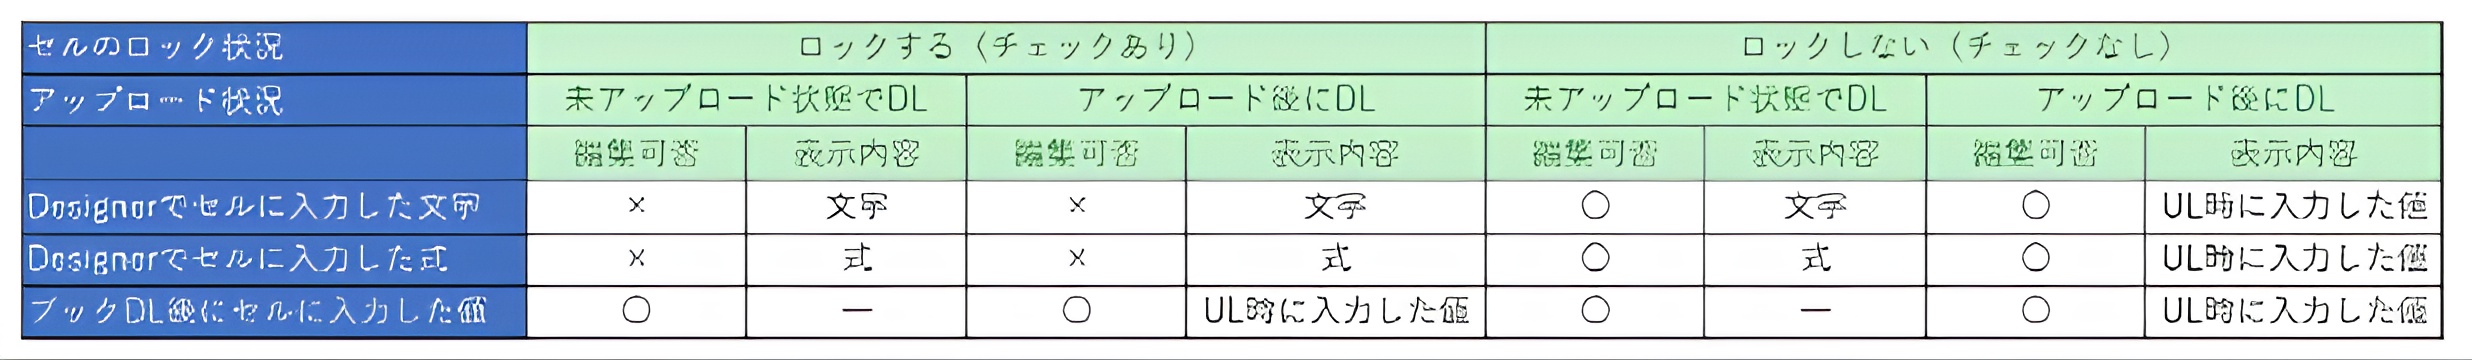 セルのロック状況 ロックする（チェックあり） ロックしない（チェックなし）
アップロード状況 未アップロード状態でDL アップロード後にDL 未アップロード状態でDL アップロード後にDL
編集可否 表示内容 編集可否 表示内容 編集可否 表示内容 編集可否 表示内容
Designerでセルに入力した文字 × 文字 × 文字 ○ 文字 ○ UL時に入力した値
Designerでセルに入力した式 × 式 × 式 ○ 式 ○ UL時に入力した値
ブックDL後にセルに入力した値 ○ ― ○ UL時に入力した値 ○ ― ○ UL時に入力した値